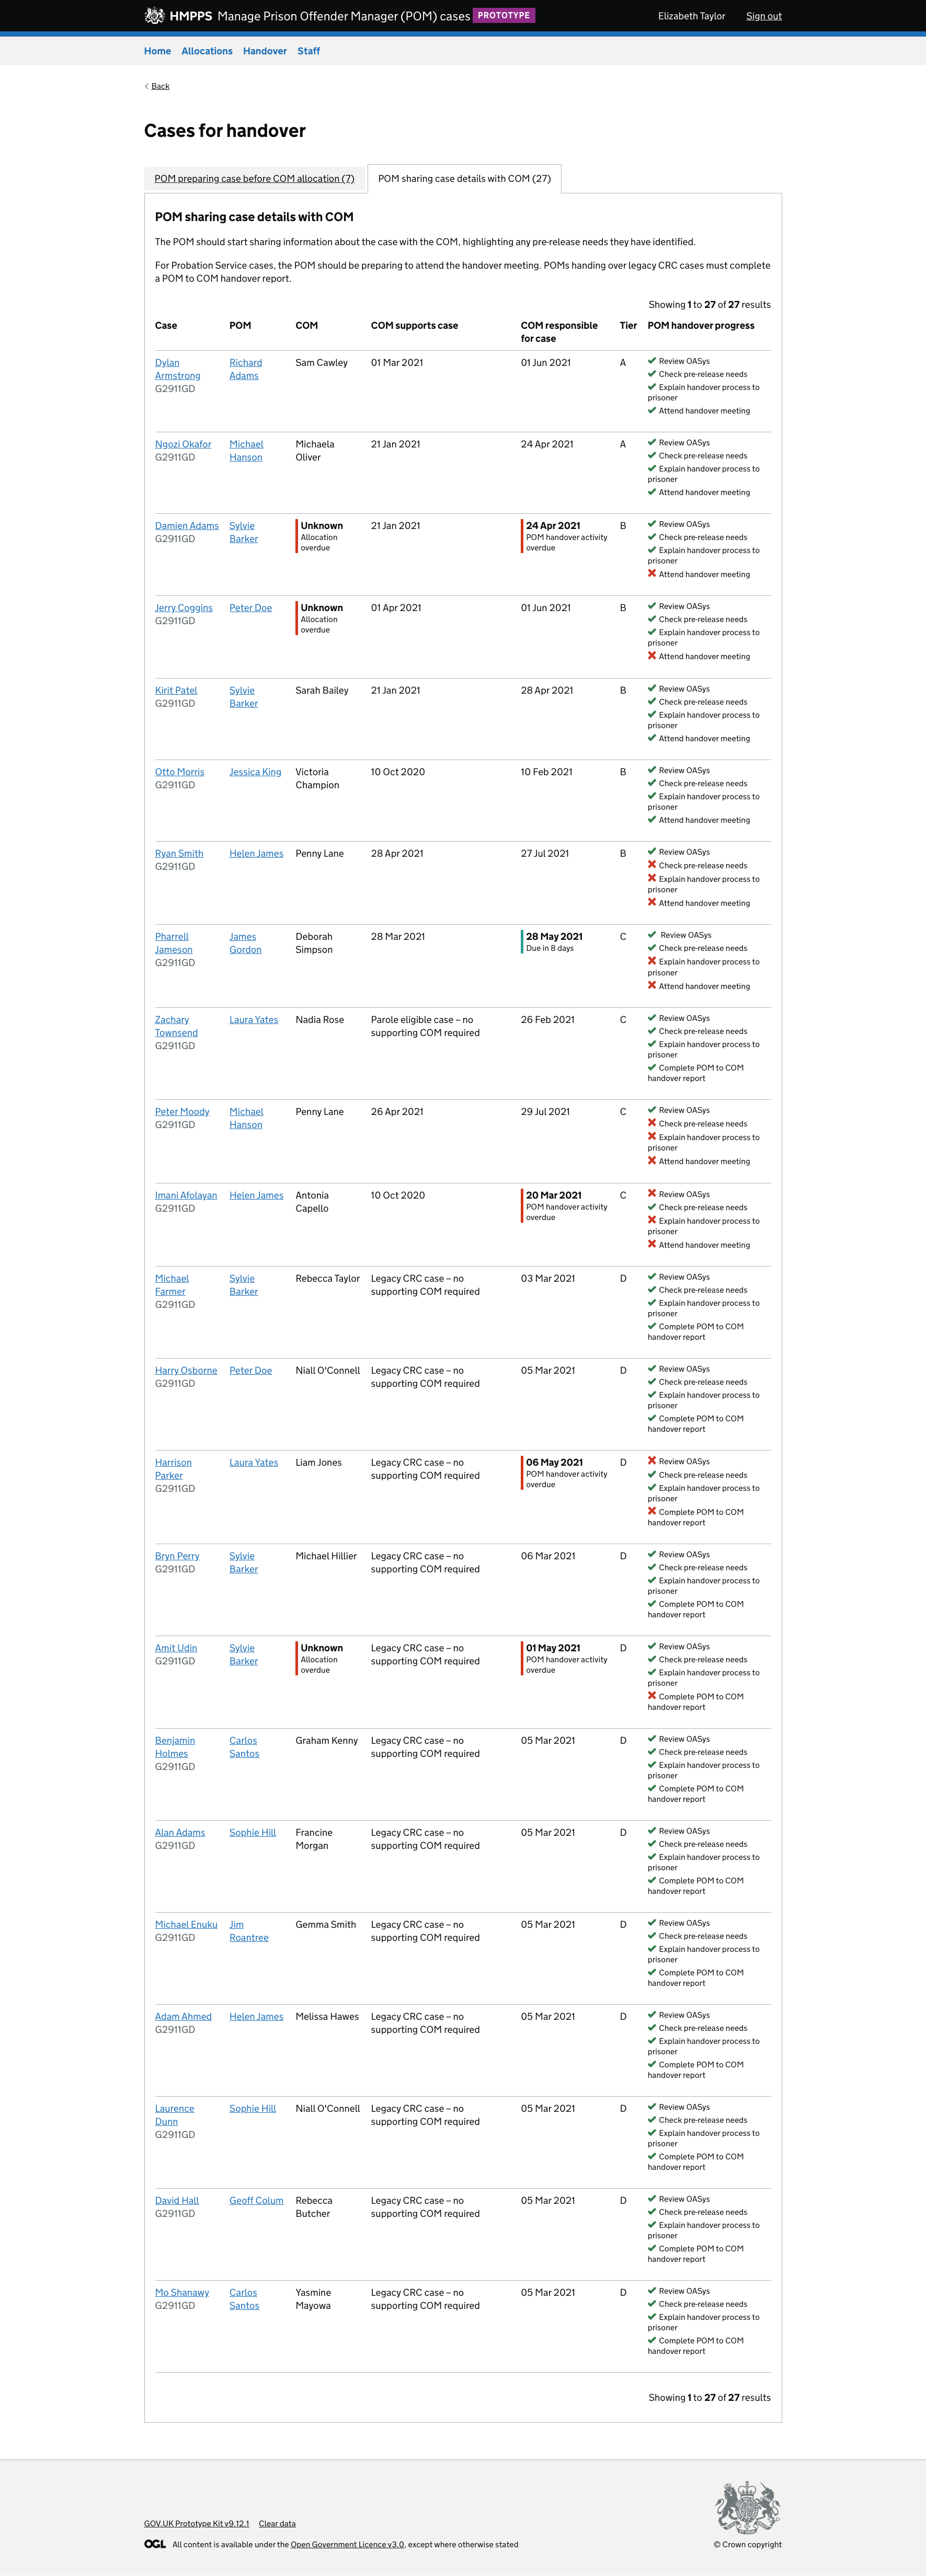 HMPPS Manage Prison Offender Manager (POM) cases PROTOTYPE Elizabeth Taylor Sign out
Home Allocations Handover Staff
Back
Cases for handover
POM preparing case before COM allocation (7) POM sharing case details with COM (27)
POM sharing case details with COM
The POM should start sharing information about the case with the COM, highlighting any pre-release needs they have identified.
For Probation Service cases, the POM should be preparing to attend the handover meeting. POMs handing over legacy CRC cases must complete
a POM to COM handover report.
Showing 1 to 27 of 27 results
Case POM COM COM supports case COM responsible for case Tier POM handover progress
Dylan Armstrong G2911GD Richard Adams Sam Cawley 01 Mar 2021 01 Jun 2021 A
Review OASys
Check pre-release needs
Explain handover process to
prisoner
Attend handover meeting
Ngozi Okafor G2911GD Michael Hanson Michaela Oliver 21 Jan 2021 24 Apr 2021 A
Review OASys
Check pre-release needs
Explain handover process to
prisoner
Attend handover meeting
Damien Adams G2911GD Sylvie Barker Unknown Allocation overdue 21 Jan 2021 24 Apr 2021 POM handover activity overdue B
Review OASys
Check pre-release needs
Explain handover process to
prisoner
Attend handover meeting
Jerry Coggins G2911GD Peter Doe Unknown Allocation overdue 01 Apr 2021 01 Jun 2021 B
Review OASys
Check pre-release needs
Explain handover process to
prisoner
Attend handover meeting
Kirit Patel G2911GD Sylvie Barker Sarah Bailey 21 Jan 2021 28 Apr 2021 B
Review OASys
Check pre-release needs
Explain handover process to
prisoner
Attend handover meeting
Otto Morris G2911GD Jessica King Victoria Champion 10 Oct 2020 10 Feb 2021 B
Review OASys
Check pre-release needs
Explain handover process to
prisoner
Attend handover meeting
Ryan Smith G2911GD Helen James Penny Lane 28 Apr 2021 27 Jul 2021 B
Review OASys
Check pre-release needs
Explain handover process to
prisoner
Attend handover meeting
Pharrell Jameson G2911GD James Gordon Deborah Simpson 28 Mar 2021 28 May 2021 Due in 8 days C
Review OASys
Check pre-release needs
Explain handover process to
prisoner
Attend handover meeting
Zachary Townsend G2911GD Laura Yates Nadia Rose Parole eligible case – no supporting COM required 26 Feb 2021 C
Review OASys
Check pre-release needs
Explain handover process to
prisoner
Complete POM to COM
handover report
Peter Moody G2911GD Michael Hanson Penny Lane 26 Apr 2021 29 Jul 2021 C
Review OASys
Check pre-release needs
Explain handover process to
prisoner
Attend handover meeting
Imani Afolayan G2911GD Helen James Antonia Capello 10 Oct 2020 20 Mar 2021 POM handover activity overdue C
Review OASys
Check pre-release needs
Explain handover process to
prisoner
Attend handover meeting
Michael Farmer G2911GD Sylvie Barker Rebecca Taylor Legacy CRC case – no supporting COM required 03 Mar 2021 D
Review OASys
Check pre-release needs
Explain handover process to
prisoner
Complete POM to COM
handover report
Harry Osborne G2911GD Peter Doe Niall O'Connell Legacy CRC case – no supporting COM required 05 Mar 2021 D
Review OASys
Check pre-release needs
Explain handover process to
prisoner
Complete POM to COM
handover report
Harrison Parker G2911GD Laura Yates Liam Jones Legacy CRC case – no supporting COM required 06 May 2021 POM handover activity overdue D
Review OASys
Check pre-release needs
Explain handover process to
prisoner
Complete POM to COM
handover report
Bryn Perry G2911GD Sylvie Barker Michael Hillier Legacy CRC case – no supporting COM required 06 Mar 2021 D
Review OASys
Check pre-release needs
Explain handover process to
prisoner
Complete POM to COM
handover report
Amit Udin G2911GD Sylvie Barker Unknown Allocation overdue Legacy CRC case – no supporting COM required 01 May 2021 POM handover activity overdue D
Review OASys
Check pre-release needs
Explain handover process to
prisoner
Complete POM to COM
handover report
Benjamin Holmes G2911GD Carlos Santos Graham Kenny Legacy CRC case – no supporting COM required 05 Mar 2021 D
Review OASys
Check pre-release needs
Explain handover process to
prisoner
Complete POM to COM
handover report
Alan Adams G2911GD Sophie Hill Francine Morgan Legacy CRC case – no supporting COM required 05 Mar 2021 D
Review OASys
Check pre-release needs
Explain handover process to
prisoner
Complete POM to COM
handover report
Michael Enuku G2911GD Jim Roantree Gemma Smith Legacy CRC case – no supporting COM required 05 Mar 2021 D
Review OASys
Check pre-release needs
Explain handover process to
prisoner
Complete POM to COM
handover report
Adam Ahmed G2911GD Helen James Melissa Hawes Legacy CRC case – no supporting COM required 05 Mar 2021 D
Review OASys
Check pre-release needs
Explain handover process to
prisoner
Complete POM to COM
handover report
Laurence Dunn G2911GD Sophie Hill Niall O'Connell Legacy CRC case – no supporting COM required 05 Mar 2021 D
Review OASys
Check pre-release needs
Explain handover process to
prisoner
Complete POM to COM
handover report
David Hall G2911GD Geoff Colum Rebecca Butcher Legacy CRC case – no supporting COM required 05 Mar 2021 D
Review OASys
Check pre-release needs
Explain handover process to
prisoner
Complete POM to COM
handover report
Mo Shanawy G2911GD Carlos Santos Yasmine Mayowa Legacy CRC case – no supporting COM required 05 Mar 2021 D
Review OASys
Check pre-release needs
Explain handover process to
prisoner
Complete POM to COM
handover report
Showing 1 to 27 of 27 results
GOV.UK Prototype Kit v9.12.1 Clear data
OGL All content is available under the Open Government Licence v3.0, except where otherwise stated © Crown copyright